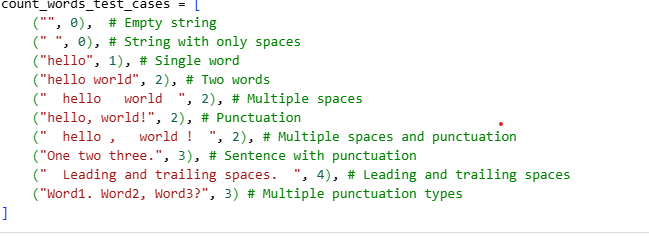 count_words_test_cases = [
    ("", 0),  # Empty string
    (" ", 0), # String with only spaces
    ("hello", 1), # Single word
    ("hello world", 2), # Two words
    ("  hello   world  ", 2), # Multiple spaces
    ("hello, world!", 2), # Punctuation
    ("  hello ,   world !  ", 2), # Multiple spaces and punctuation
    ("One two three.", 3), # Sentence with punctuation
    ("  Leading and trailing spaces.  ", 4), # Leading and trailing spaces
    ("Word1. Word2, Word3?", 3) # Multiple punctuation types
]